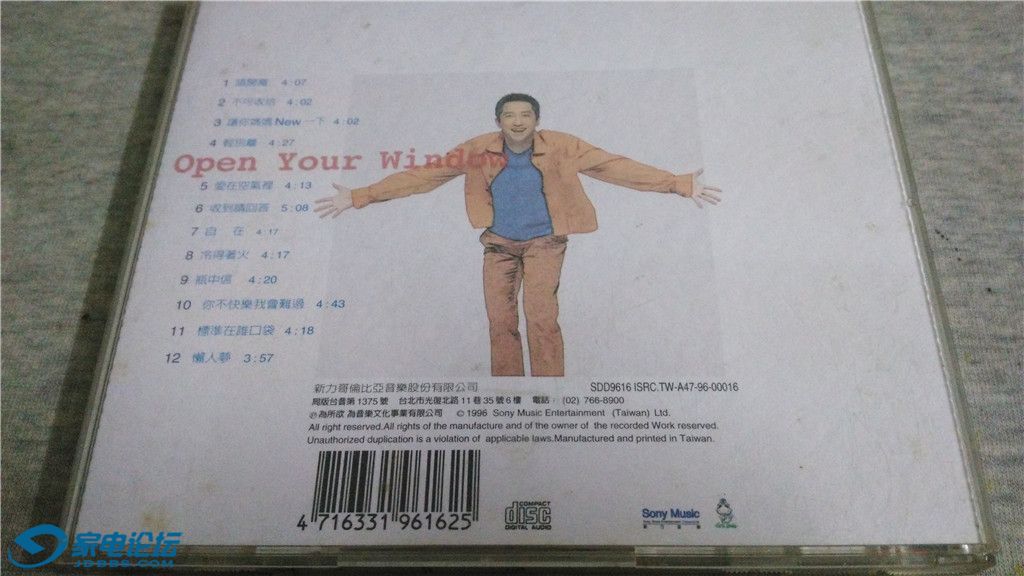 1 請開窗 4:07
2 不可收拾 4:02
3 讓你媽媽New一下 4:02
4 輕別離 4:27
Open Your Window
5 愛在空氣裡 4:13
6 收到請回答 5:08
7 自 在 4:17
8 冷得著火 4:17
9 瓶中信 4:20
10 你不快樂我會難過 4:43
11 標準在誰口袋 4:18
12 懶人夢 3:57
新力哥倫比亞音樂股份有限公司 SDD9616 ISRC.TW-A47-96-00016
局版台音第1375號 台北市光復北路11巷35號6樓 電話:(02) 766-8900
℗為所欲為音樂文化事業有限公司 ©1996 Sony Music Entertainment (Taiwan) Ltd.
All right reserved.All rights of the manufacture and of the owner of the recorded Work reserved.
Unauthorized duplication is a violation of applicable laws.Manufactured and printed in Taiwan.
4 716331 961625
COMPACT
disc
DIGITAL AUDIO
Sony Music
家电论坛
JDBBS.COM